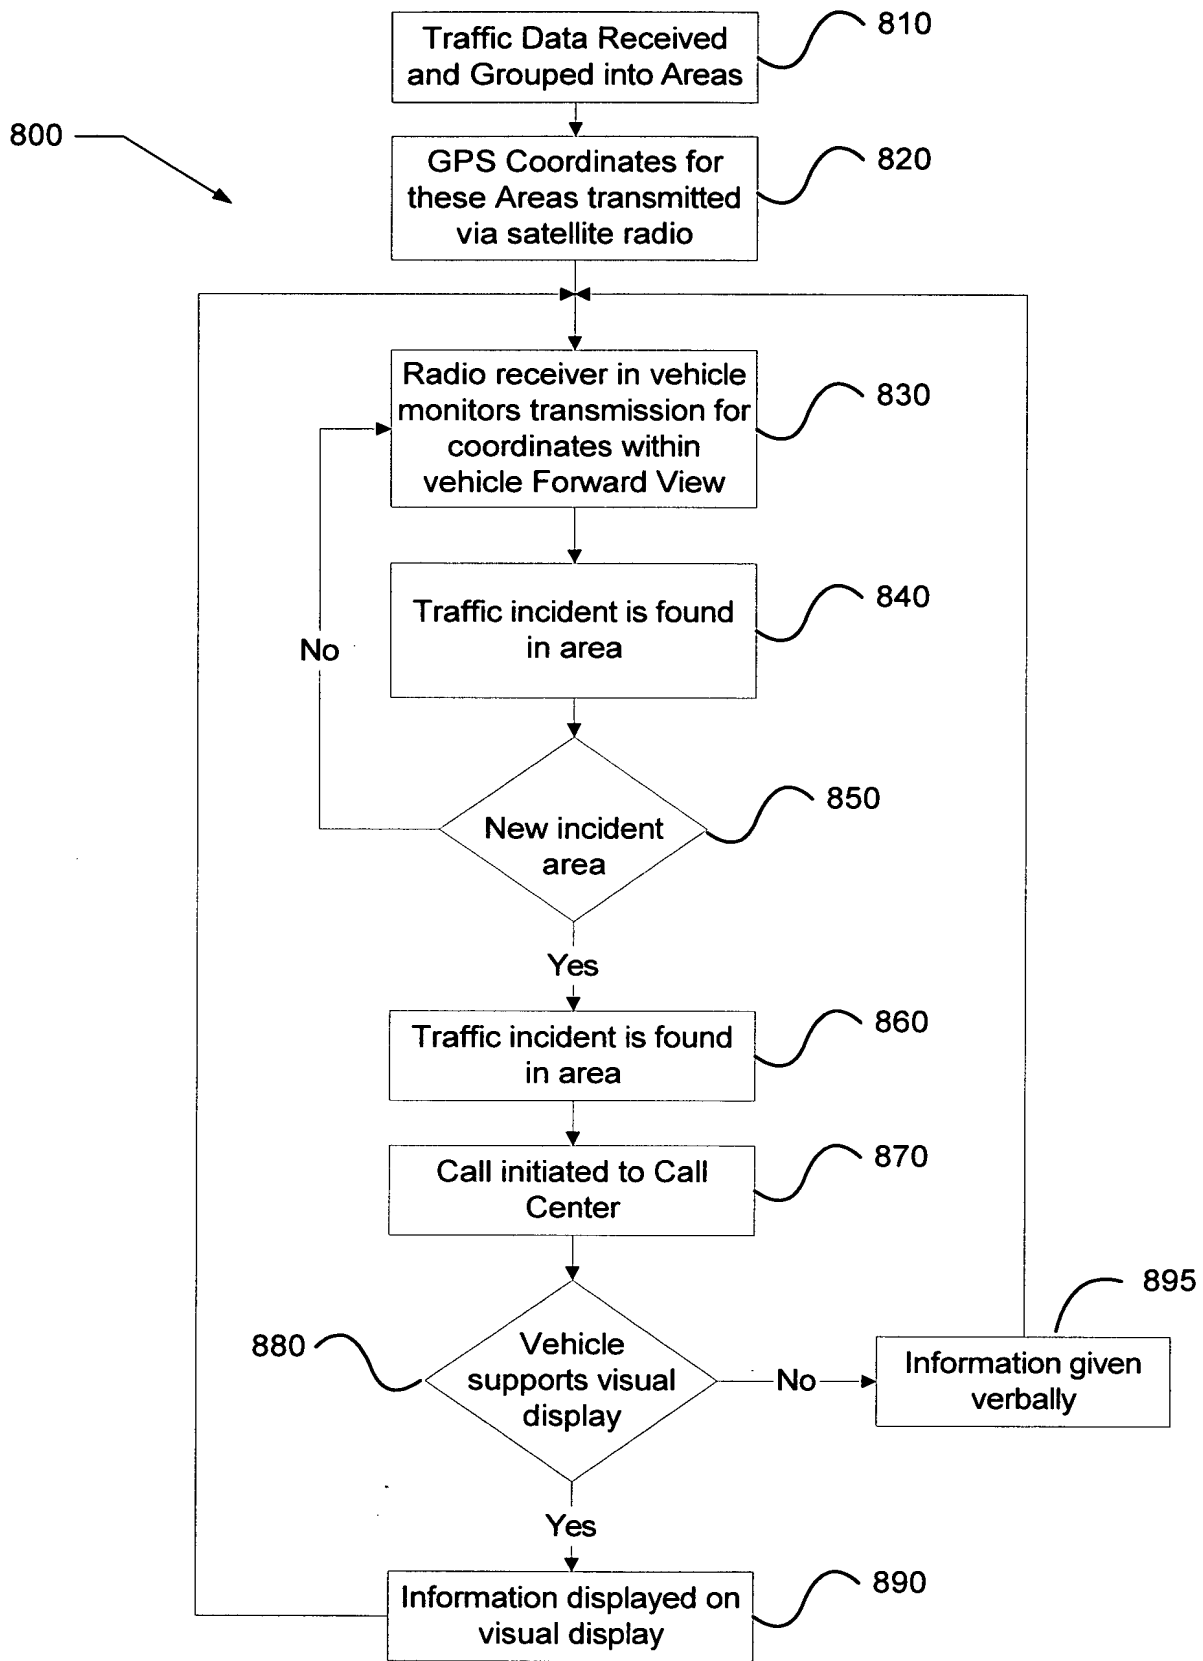 Traffic Data Received
and Grouped into Areas
810
800
GPS Coordinates for
these Areas transmitted
via satellite radio
820
Radio receiver in vehicle
monitors transmission for
coordinates within
vehicle Forward View
830
Traffic incident is found
in area
840
No
New incident
area
850
Yes
Traffic incident is found
in area
860
Call initiated to Call
Center
870
880
Vehicle
supports visual
display
No
Information given
verbally
895
Yes
Information displayed on
visual display
890